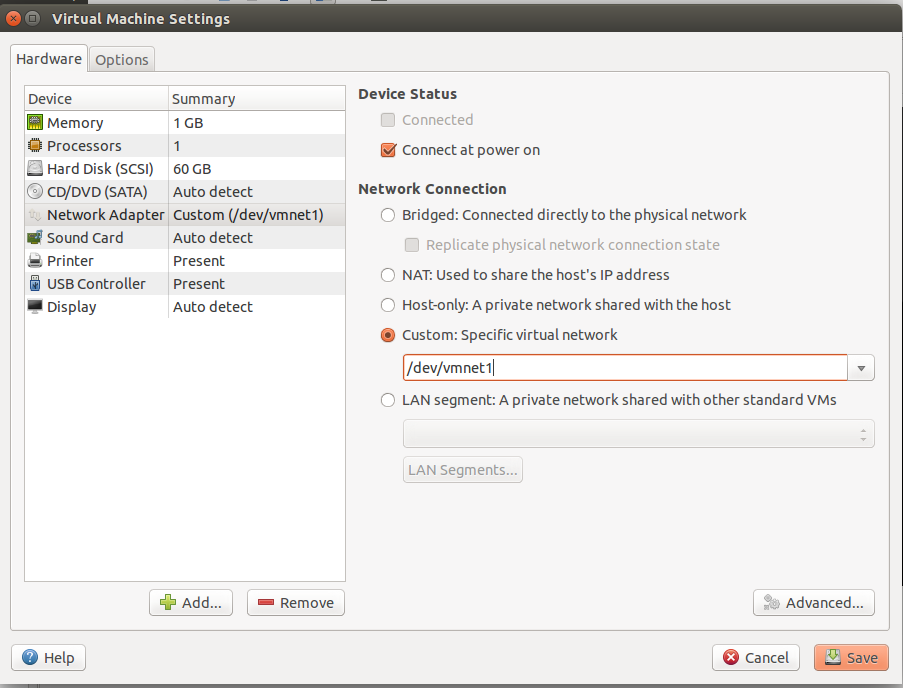 Virtual Machine Settings
Hardware
Options
Device Summary
Memory 1 GB
Processors 1
Hard Disk (SCSI) 60 GB
CD/DVD (SATA) Auto detect
Network Adapter Custom (/dev/vmnet1)
Sound Card Auto detect
Printer Present
USB Controller Present
Display Auto detect
Add...
Remove
Device Status
Connected
Connect at power on
Network Connection
Bridged: Connected directly to the physical network
Replicate physical network connection state
NAT: Used to share the host's IP address
Host-only: A private network shared with the host
Custom: Specific virtual network
/dev/vmnet1
LAN segment: A private network shared with other standard VMs
LAN Segments...
Advanced...
Help
Cancel
Save